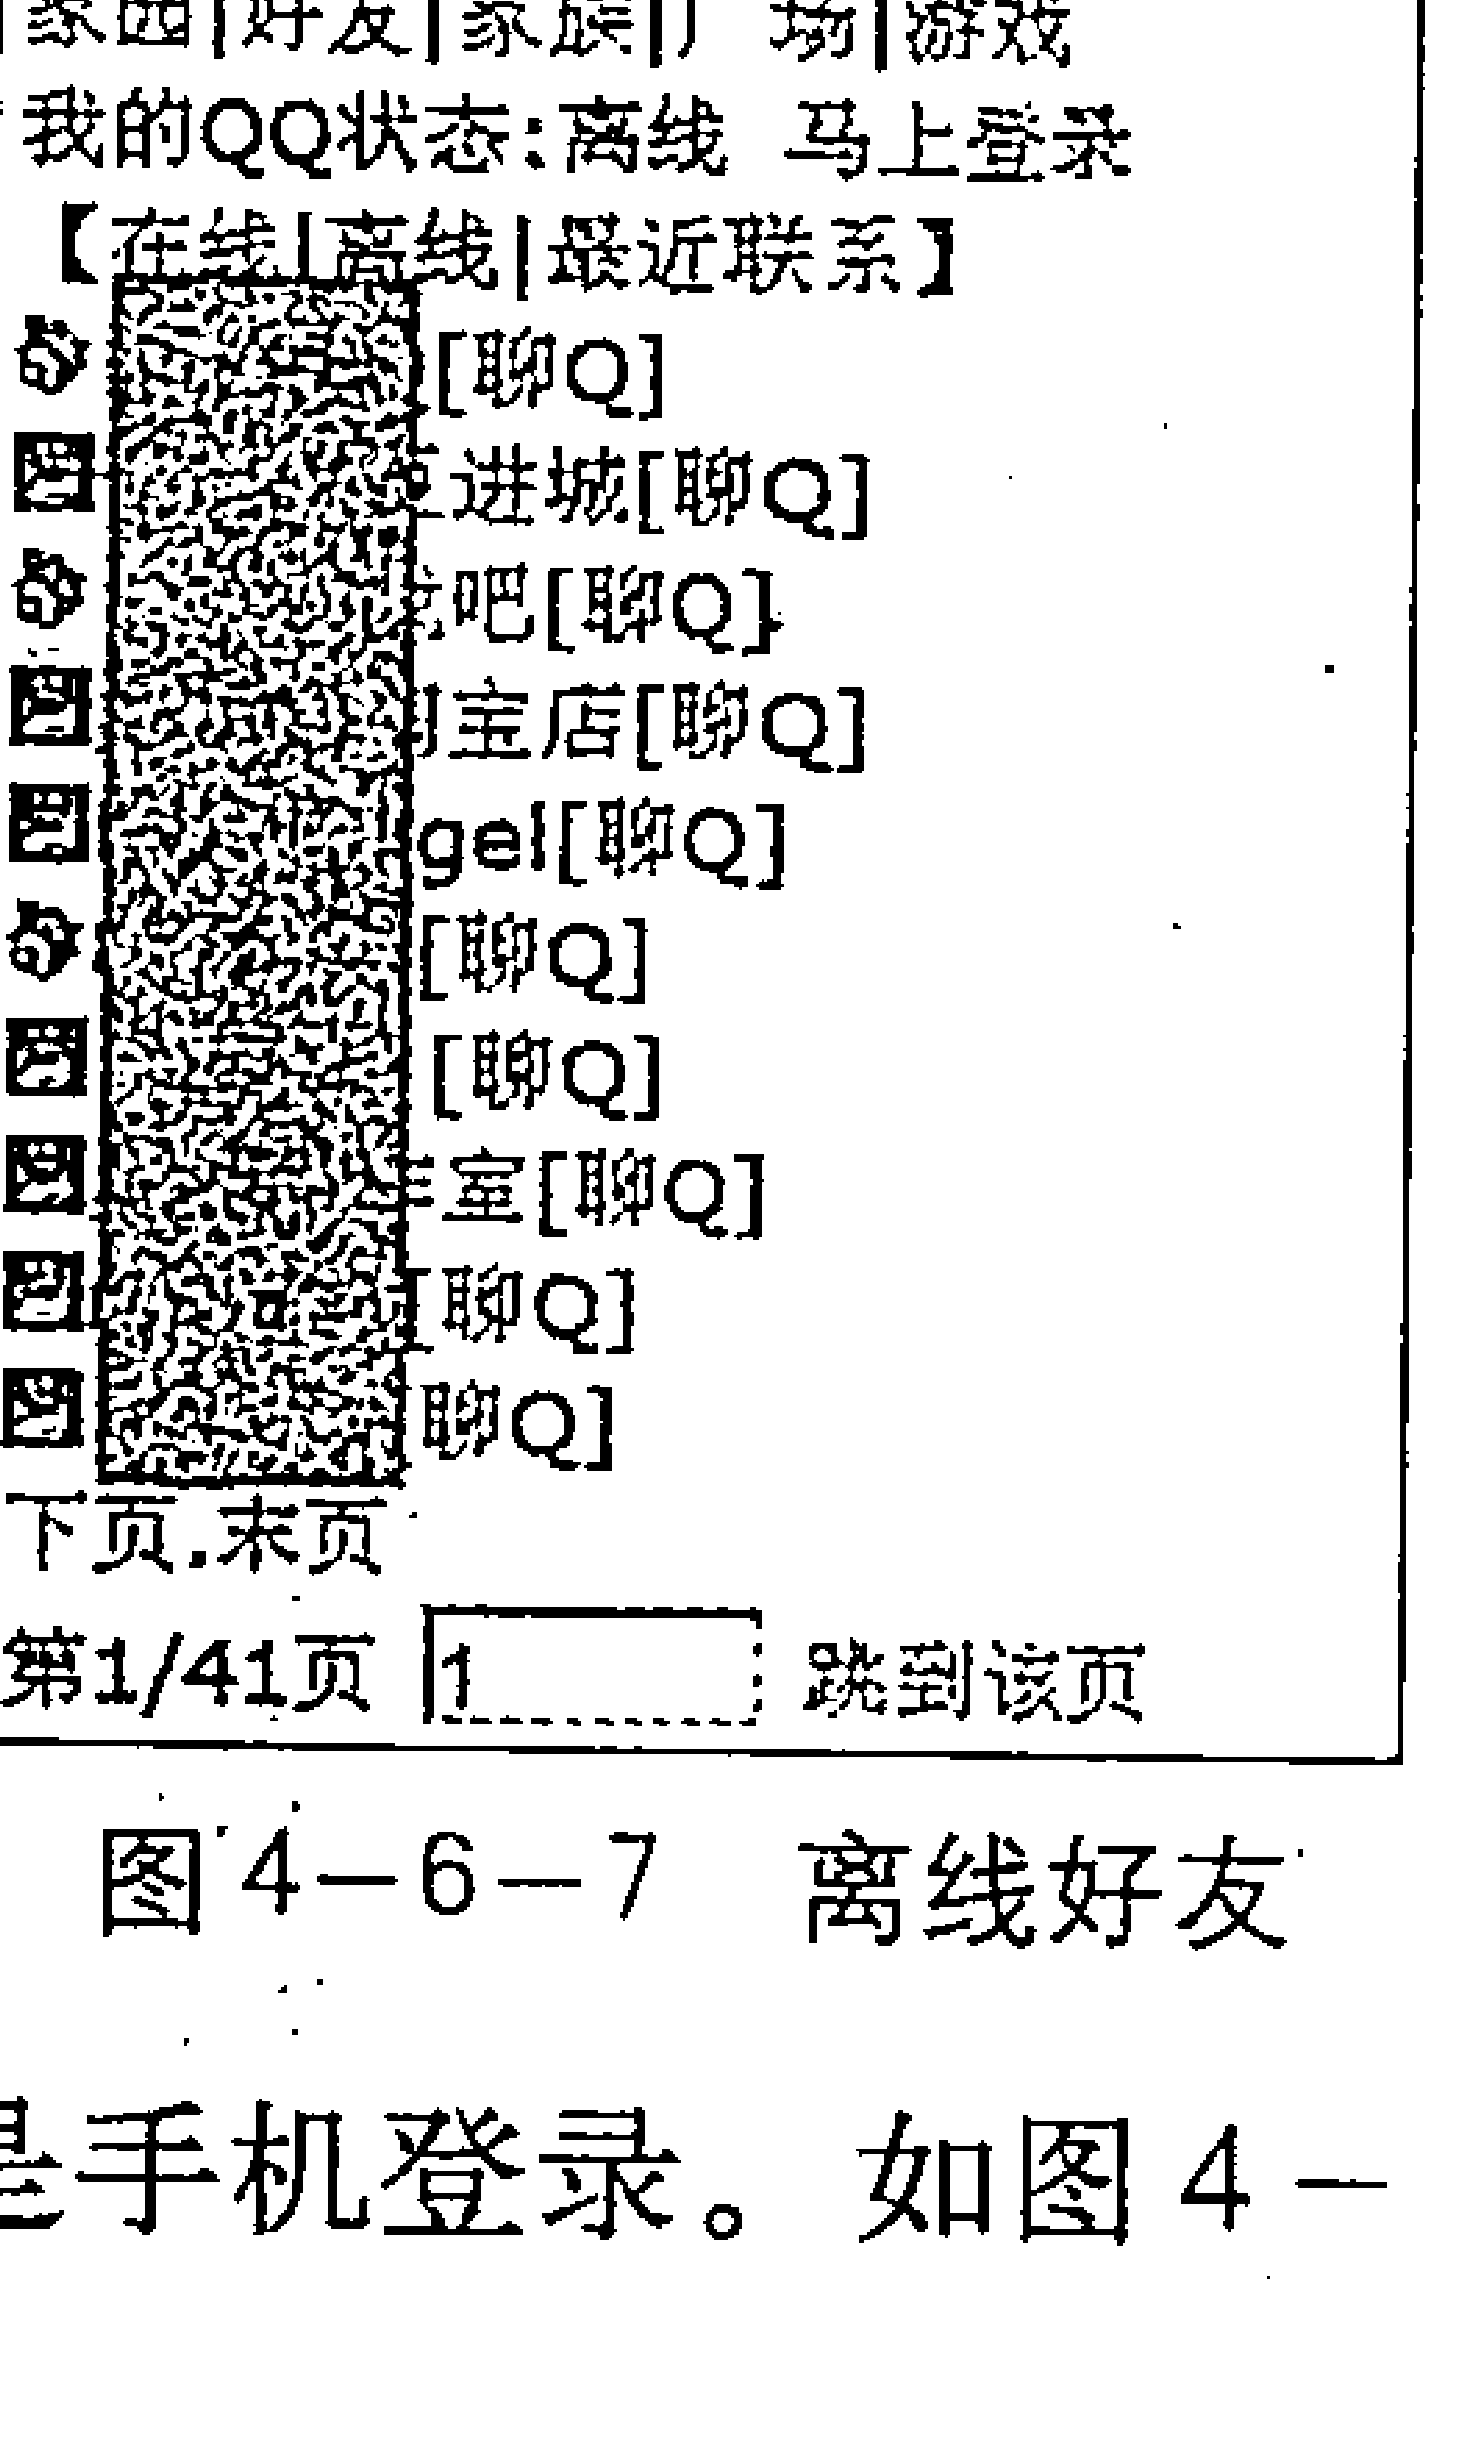 家园|好友|家族|广场|游戏
我的QQ状态:离线 马上登录
【在线|离线|最近联系】
[聊Q]
进城[聊Q]
吧[聊Q]
宝店[聊Q]
gel[聊Q]
[聊Q]
[聊Q]
室[聊Q]
[聊Q]
聊Q]
下页.末页
第1/41页 1 跳到该页
图4-6-7 离线好友
是手机登录。如图4-